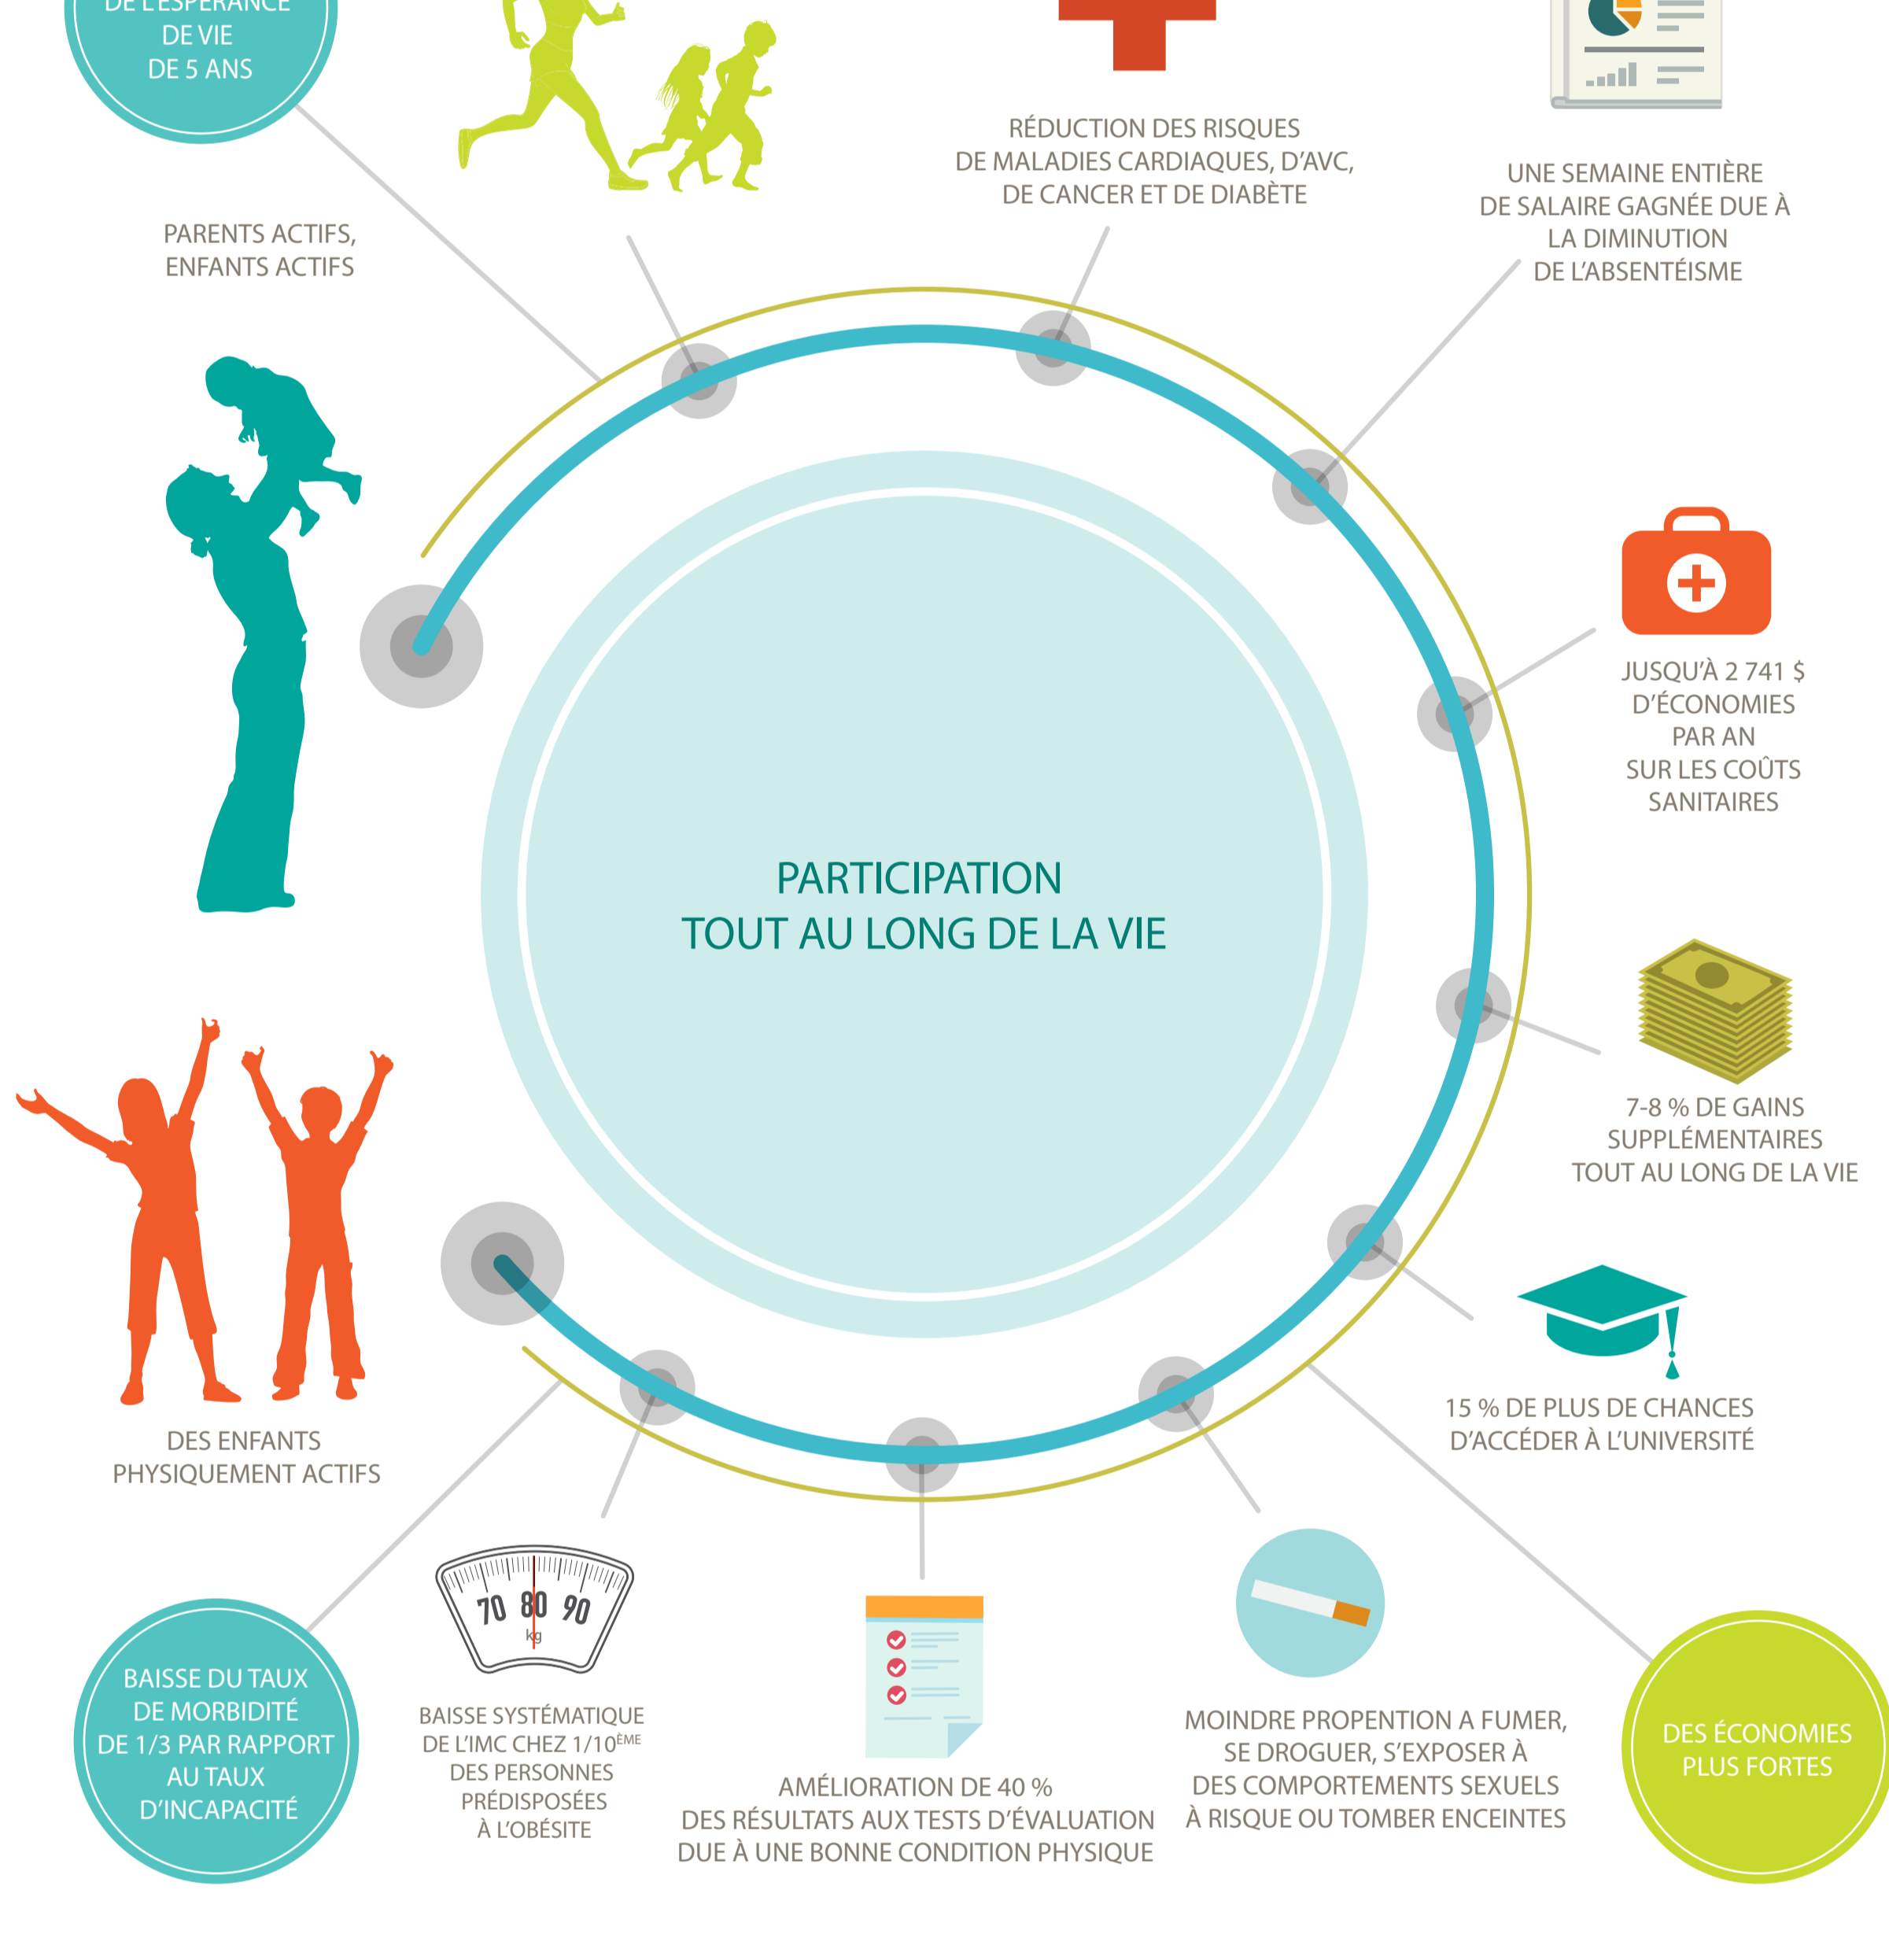 DE L'ESPÉRANCE
DE VIE
DE 5 ANS
PARENTS ACTIFS,
ENFANTS ACTIFS
RÉDUCTION DES RISQUES
DE MALADIES CARDIAQUES, D'AVC,
DE CANCER ET DE DIABÈTE
UNE SEMAINE ENTIÈRE
DE SALAIRE GAGNÉE DUE À
LA DIMINUTION
DE L'ABSENTÉISME
JUSQU'À 2 741 $
D'ÉCONOMIES
PAR AN
SUR LES COÛTS
SANITAIRES
PARTICIPATION
TOUT AU LONG DE LA VIE
7-8 % DE GAINS
SUPPLÉMENTAIRES
TOUT AU LONG DE LA VIE
15 % DE PLUS DE CHANCES
D'ACCÉDER À L'UNIVERSITÉ
DES ENFANTS
PHYSIQUEMENT ACTIFS
BAISSE DU TAUX
DE MORBIDITÉ
DE 1/3 PAR RAPPORT
AU TAUX
D'INCAPACITÉ
70 80 90
kg
BAISSE SYSTÉMATIQUE
DE L'IMC CHEZ 1/10ÈME
DES PERSONNES
PRÉDISPOSÉES
À L'OBÉSITE
AMÉLIORATION DE 40 %
DES RÉSULTATS AUX TESTS D'ÉVALUATION
DUE À UNE BONNE CONDITION PHYSIQUE
MOINDRE PROPENTION A FUMER,
SE DROGUER, S'EXPOSER À
DES COMPORTEMENTS SEXUELS
À RISQUE OU TOMBER ENCEINTES
DES ÉCONOMIES
PLUS FORTES